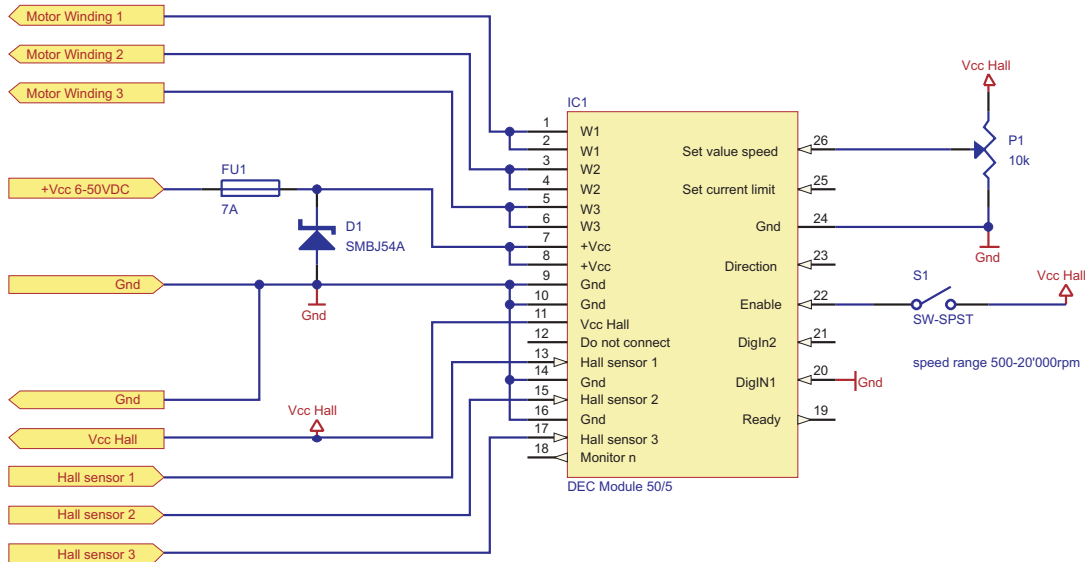 Motor Winding 1
Motor Winding 2
Motor Winding 3
+Vcc 6-50VDC
FU1
7A
D1
SMBJ54A
Gnd
Gnd
Gnd
Vcc Hall
Vcc Hall
Hall sensor 1
Hall sensor 2
Hall sensor 3
IC1
1 W1
2 W1
3 W2
4 W2
5 W3
6 W3
7 +Vcc
8 +Vcc
9 Gnd
10 Gnd
11 Vcc Hall
12 Do not connect
13 Hall sensor 1
14 Gnd
15 Hall sensor 2
16 Gnd
17 Hall sensor 3
18 Monitor n
Set value speed 26
Set current limit 25
Gnd 24
Direction 23
Enable 22
DigIn2 21
DigIN1 20
Ready 19
DEC Module 50/5
Vcc Hall
P1
10k
Gnd
S1
SW-SPST
Vcc Hall
speed range 500-20'000rpm
Gnd